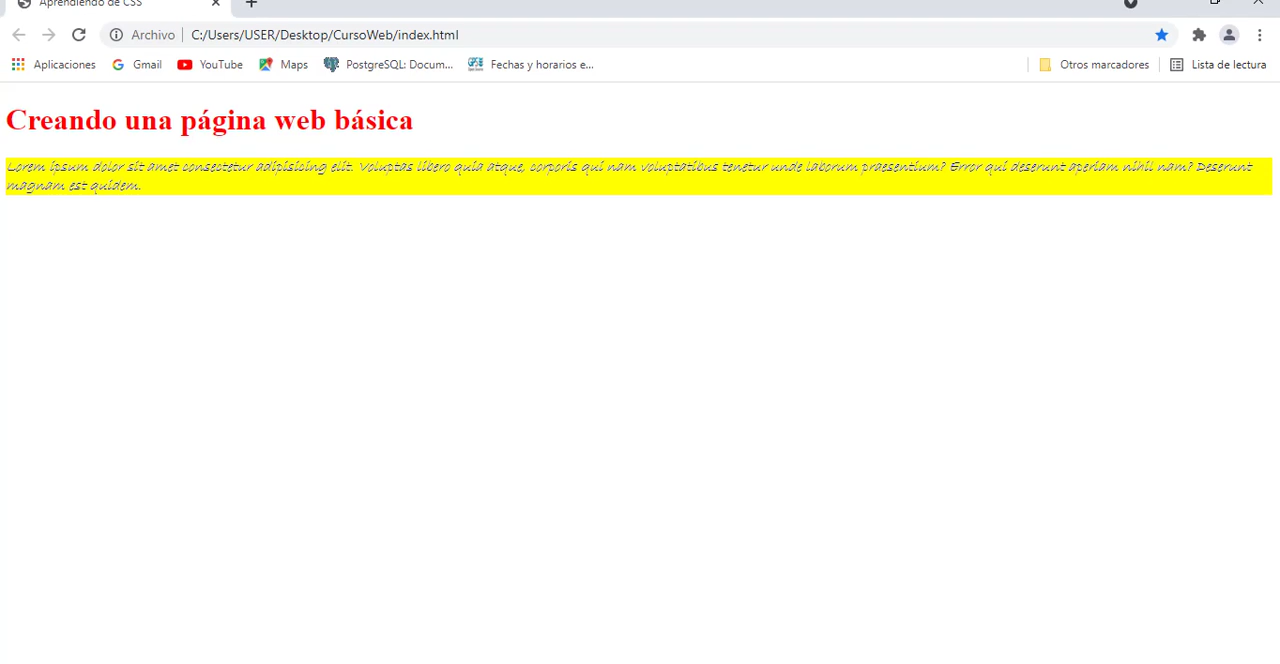 Aprendiendo de CSS
Archivo | C:/Users/USER/Desktop/CursoWeb/index.html
Aplicaciones Gmail YouTube Maps PostgreSQL: Docum... Fechas y horarios e... Otros marcadores Lista de lectura
Creando una página web básica
Lorem ipsum dolor sit amet consectetur adipisicing elit. Voluptas libero quia atque, corporis qui nam voluptatibus tenetur unde laborum praesentium? Error qui deserunt aperiam nihil nam? Deserunt
magnam est quidem.